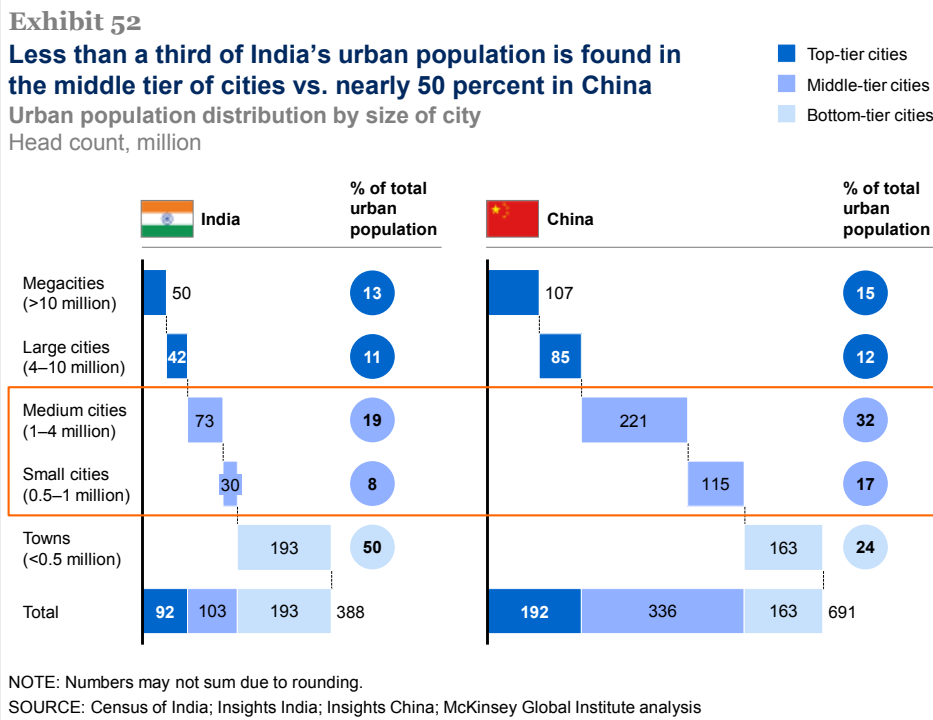 Exhibit 52
Less than a third of India's urban population is found in
the middle tier of cities vs. nearly 50 percent in China
Urban population distribution by size of city
Head count, million
Top-tier cities
Middle-tier cities
Bottom-tier cities
India
% of total
urban
population
China
% of total
urban
population
Megacities
(>10 million)
50
13
107
15
Large cities
(4–10 million)
42
11
85
12
Medium cities
(1–4 million)
73
19
221
32
Small cities
(0.5–1 million)
30
8
115
17
Towns
(<0.5 million)
193
50
163
24
Total
92
103
193
388
192
336
163
691
NOTE: Numbers may not sum due to rounding.
SOURCE: Census of India; Insights India; Insights China; McKinsey Global Institute analysis